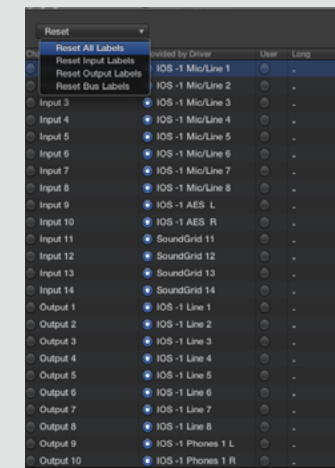 Reset
Reset All Labels
Reset Input Labels
Reset Output Labels
Reset Bus Labels
Provided by Driver User Long
IOS -1 Mic/Line 1
IOS -1 Mic/Line 2
Input 3 IOS -1 Mic/Line 3
Input 4 IOS -1 Mic/Line 4
Input 5 IOS -1 Mic/Line 5
Input 6 IOS -1 Mic/Line 6
Input 7 IOS -1 Mic/Line 7
Input 8 IOS -1 Mic/Line 8
Input 9 IOS -1 AES L
Input 10 IOS -1 AES R
Input 11 SoundGrid 11
Input 12 SoundGrid 12
Input 13 SoundGrid 13
Input 14 SoundGrid 14
Output 1 IOS -1 Line 1
Output 2 IOS -1 Line 2
Output 3 IOS -1 Line 3
Output 4 IOS -1 Line 4
Output 5 IOS -1 Line 5
Output 6 IOS -1 Line 6
Output 7 IOS -1 Line 7
Output 8 IOS -1 Line 8
Output 9 IOS -1 Phones 1 L
Output 10 IOS -1 Phones 1 R